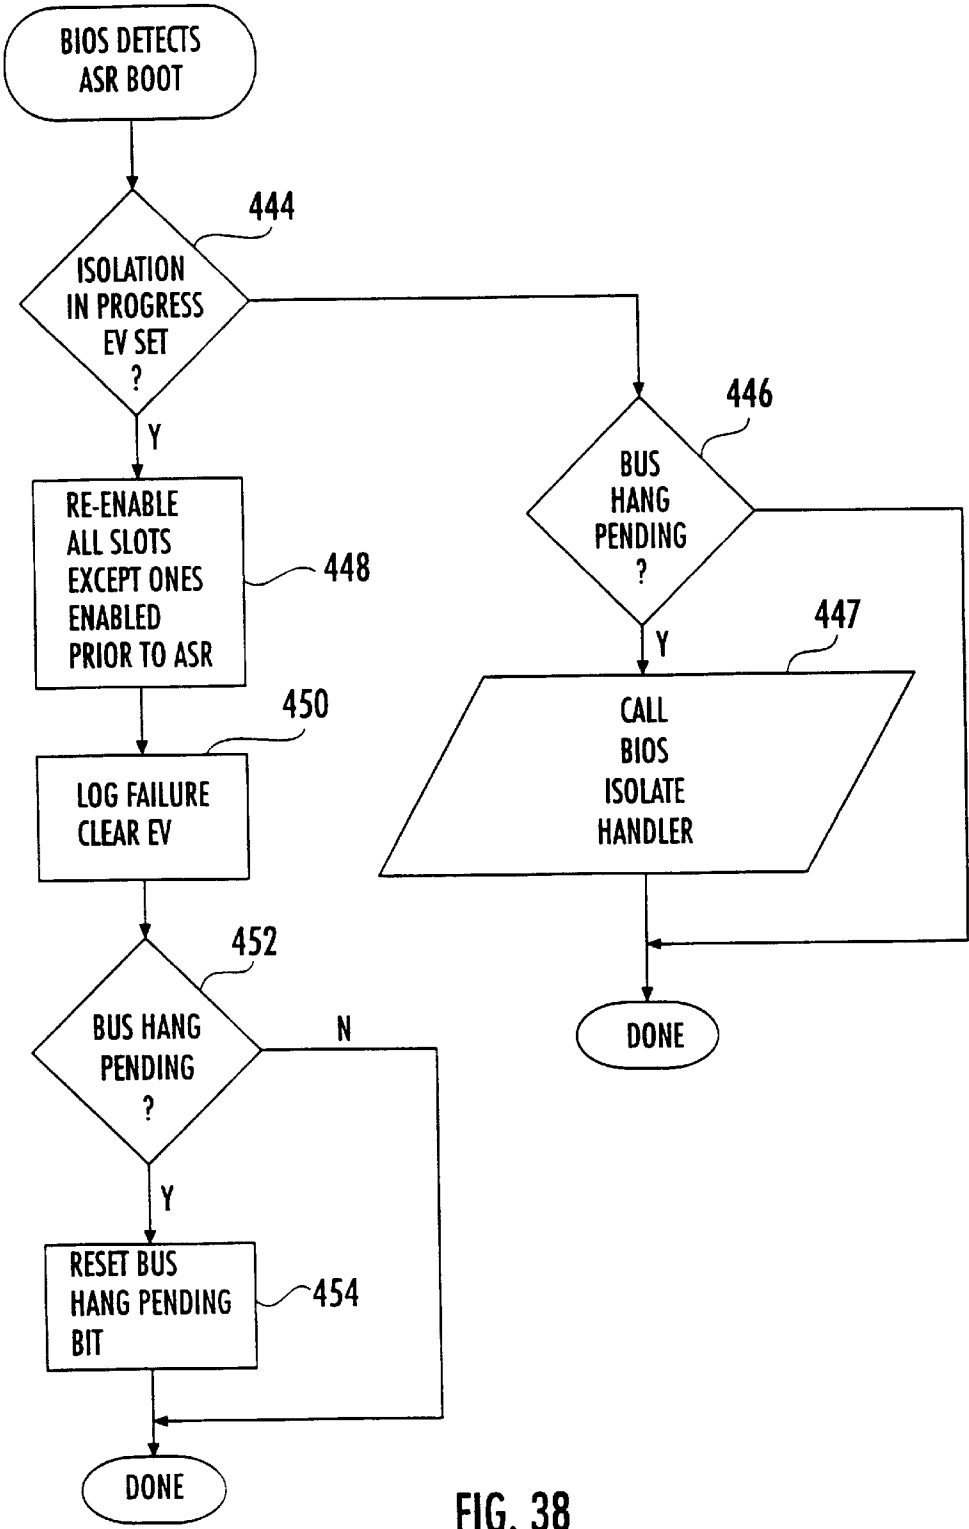 BIOS DETECTS
ASR BOOT
444
ISOLATION
IN PROGRESS
EV SET
?
Y
446
BUS
HANG
PENDING
?
Y
RE-ENABLE
ALL SLOTS
EXCEPT ONES
ENABLED
PRIOR TO ASR
448
447
CALL
BIOS
ISOLATE
HANDLER
450
LOG FAILURE
CLEAR EV
452
BUS HANG
PENDING
?
N
Y
DONE
RESET BUS
HANG PENDING
BIT
454
DONE
FIG. 38